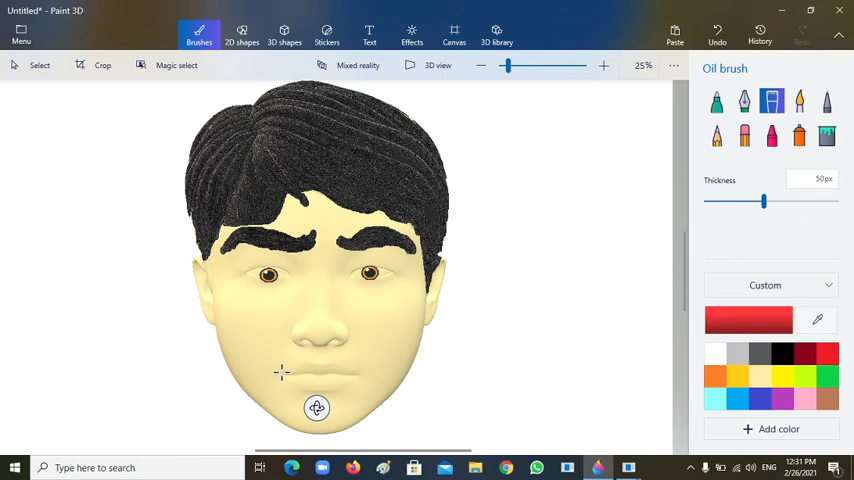 Untitled* - Paint 3D
Menu
Brushes
2D shapes
3D shapes
Stickers
Text
Effects
Canvas
3D library
Paste
Undo
History
Redo
Select
Crop
Magic select
Mixed reality
3D view
25%
Oil brush
Thickness
50px
Custom
Add color
Type here to search
ENG
12:31 PM
2/26/2021